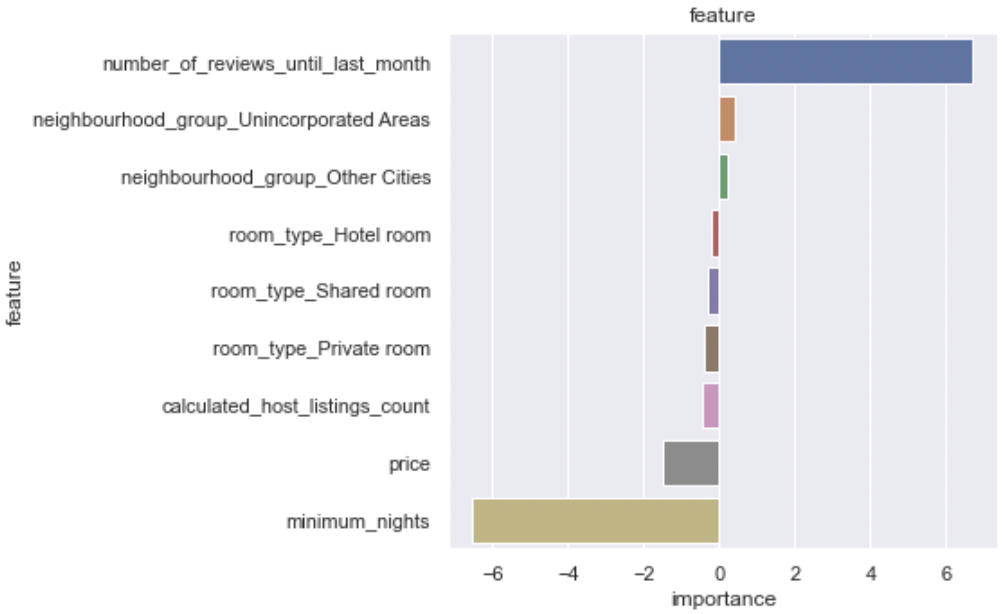 feature
number_of_reviews_until_last_month
neighbourhood_group_Unincorporated Areas
neighbourhood_group_Other Cities
room_type_Hotel room
room_type_Shared room
room_type_Private room
calculated_host_listings_count
price
minimum_nights
feature
−6 −4 −2 0 2 4 6
importance